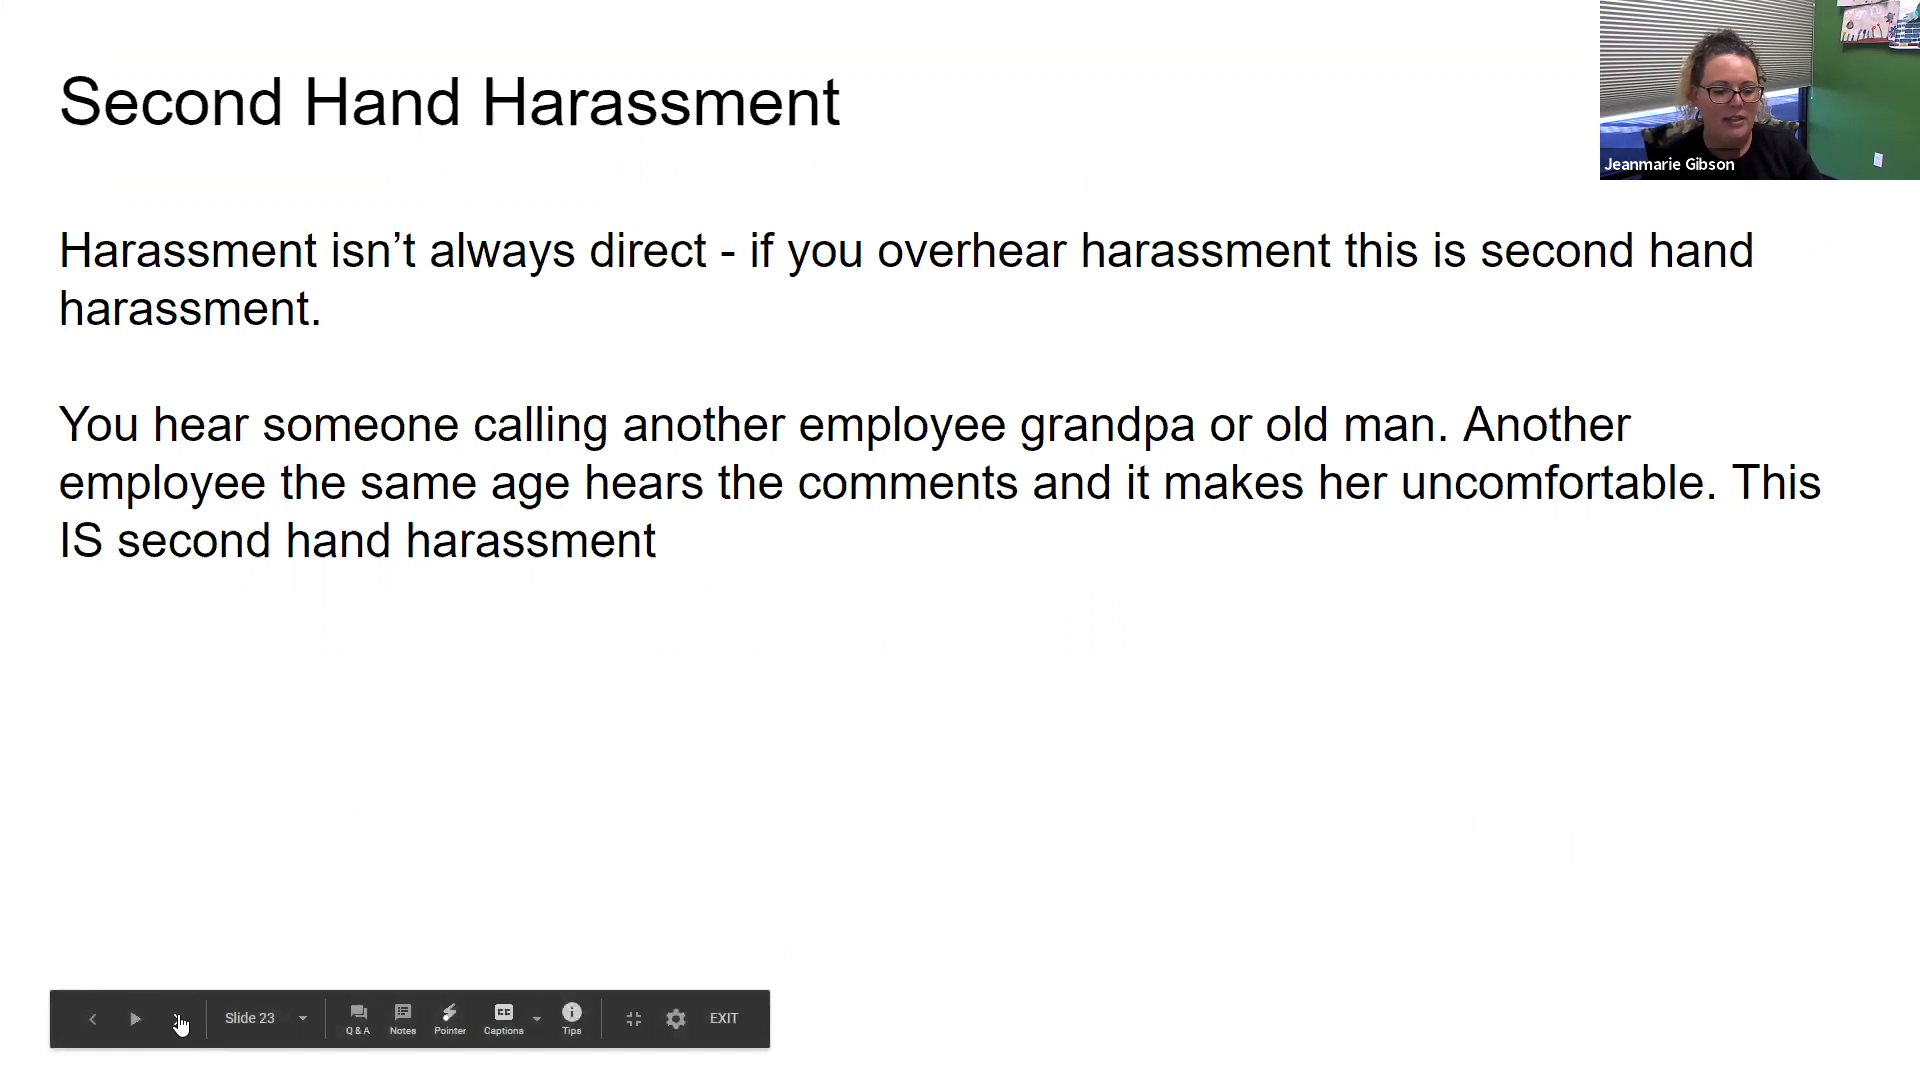 Second Hand Harassment
Jeanmarie Gibson
Harassment isn’t always direct - if you overhear harassment this is second hand
harassment.
You hear someone calling another employee grandpa or old man. Another
employee the same age hears the comments and it makes her uncomfortable. This
IS second hand harassment
Slide 23
Q & A
Notes
Pointer
CC
Captions
Tips
EXIT